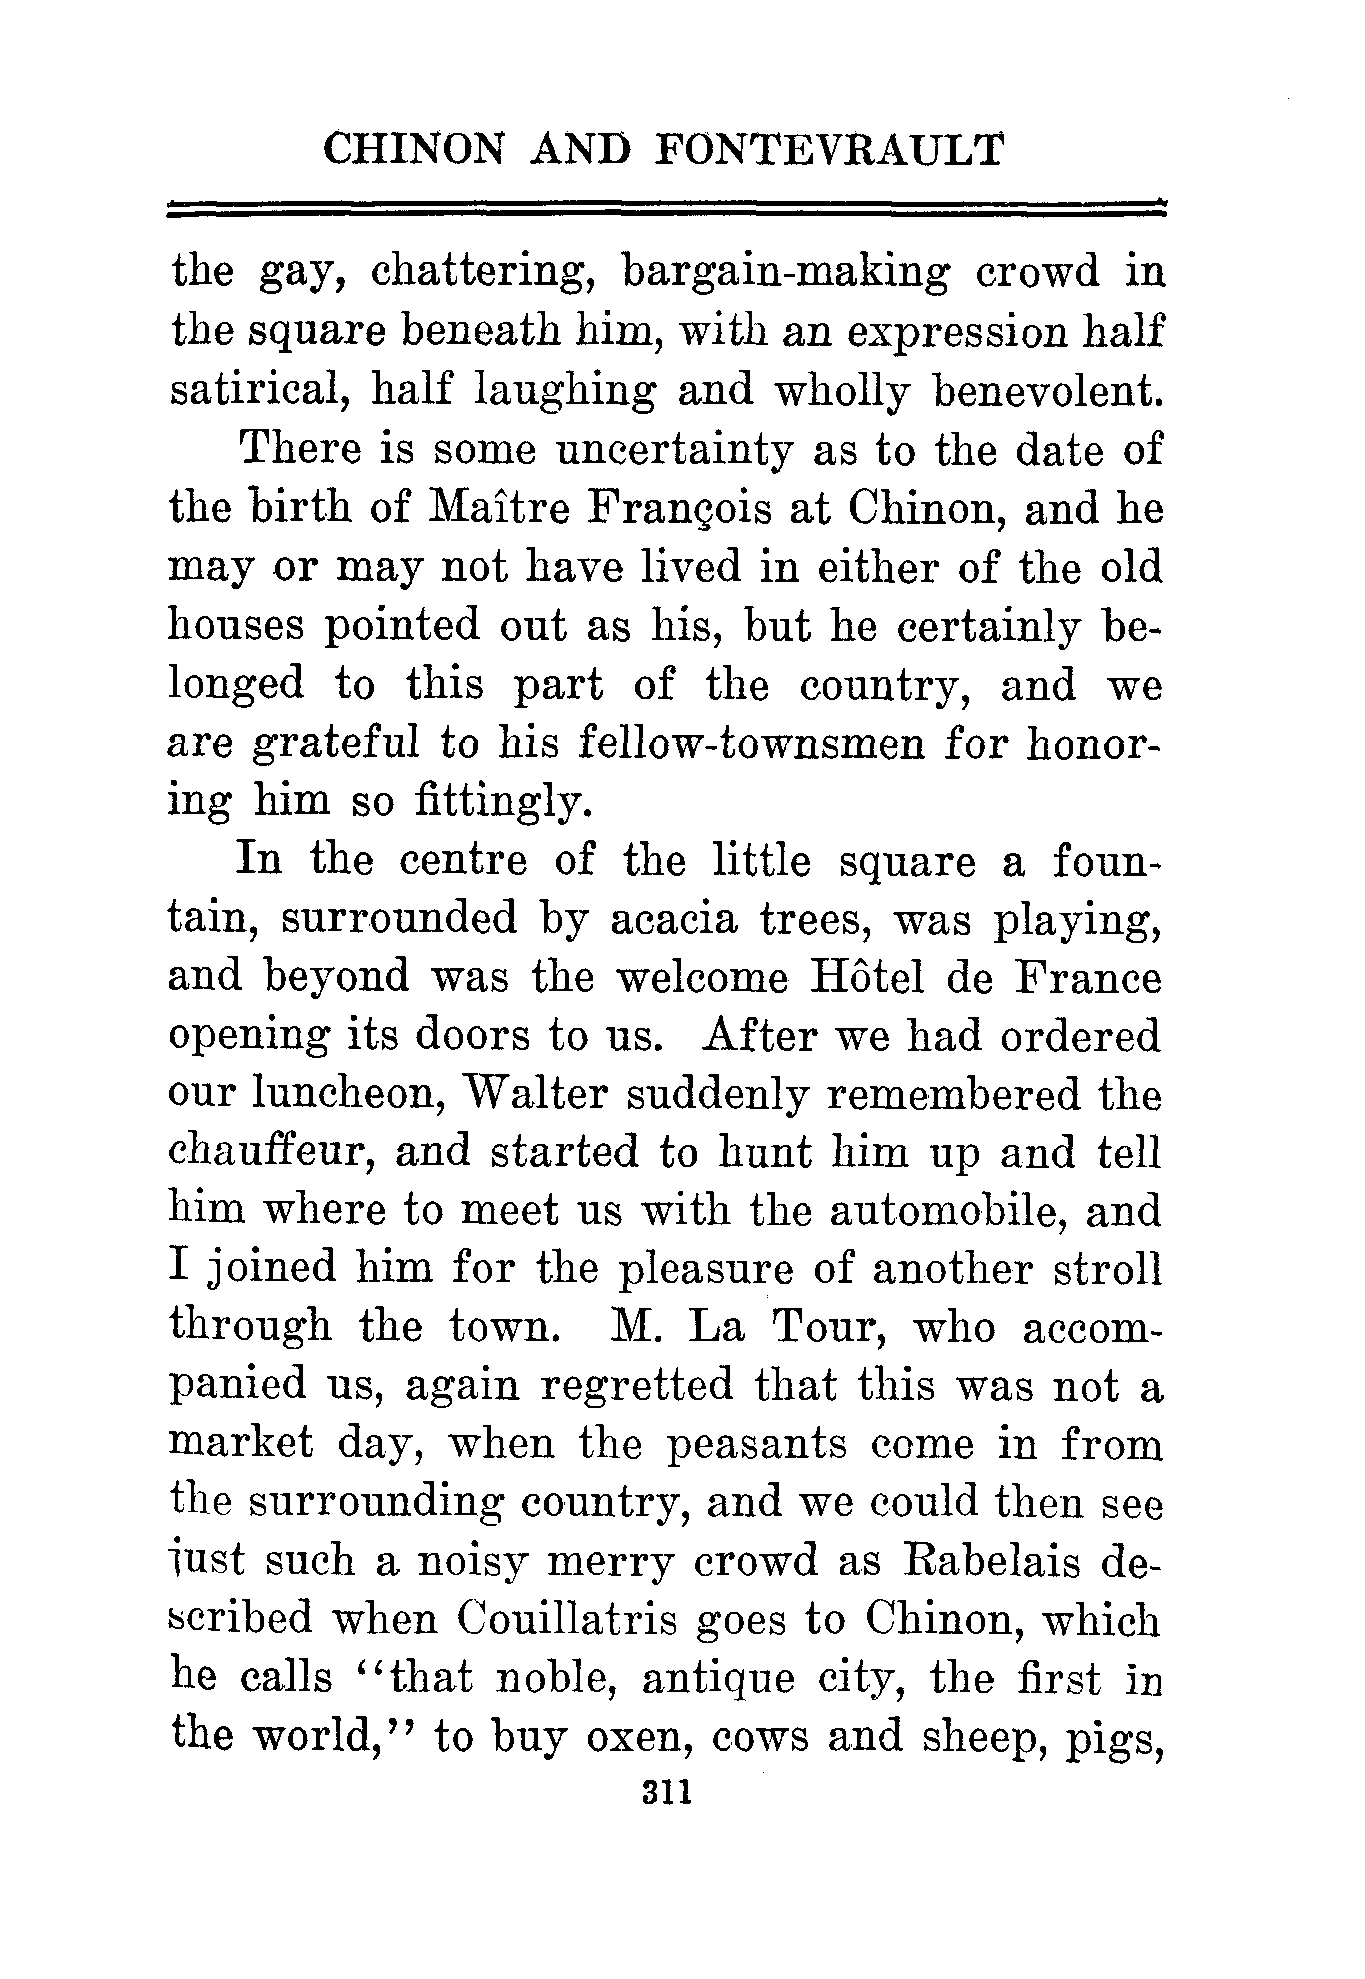 CHINON AND FONTEVRAULT
the gay, chattering, bargain-making crowd in
the square beneath him, with an expression half
satirical, half laughing and wholly benevolent.
There is some uncertainty as to the date of
the birth of Maître François at Chinon, and he
may or may not have lived in either of the old
houses pointed out as his, but he certainly be-
longed to this part of the country, and we
are grateful to his fellow-townsmen for honor-
ing him so fittingly.
In the centre of the little square a foun-
tain, surrounded by acacia trees, was playing,
and beyond was the welcome Hôtel de France
opening its doors to us. After we had ordered
our luncheon, Walter suddenly remembered the
chauffeur, and started to hunt him up and tell
him where to meet us with the automobile, and
I joined him for the pleasure of another stroll
through the town. M. La Tour, who accom-
panied us, again regretted that this was not a
market day, when the peasants come in from
the surrounding country, and we could then see
just such a noisy merry crowd as Rabelais de-
scribed when Couillatris goes to Chinon, which
he calls ‘‘that noble, antique city, the first in
the world,’’ to buy oxen, cows and sheep, pigs,
311